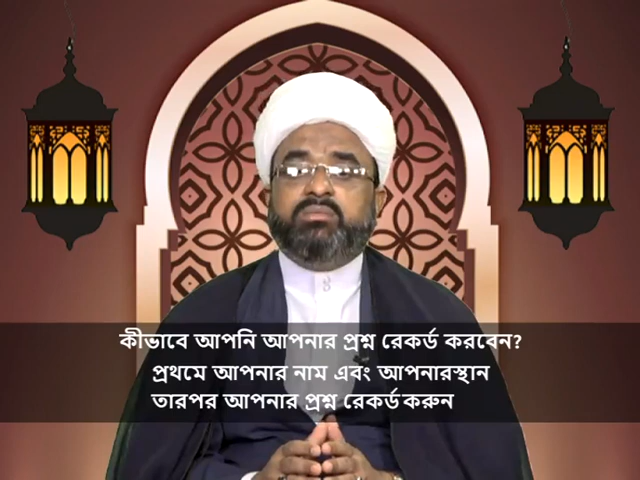 কীভাবে আপনি আপনার প্রশ্ন রেকর্ড করবেন?
প্রথমে আপনার নাম এবং আপনারস্থান
তারপর আপনার প্রশ্ন রেকর্ড করুন